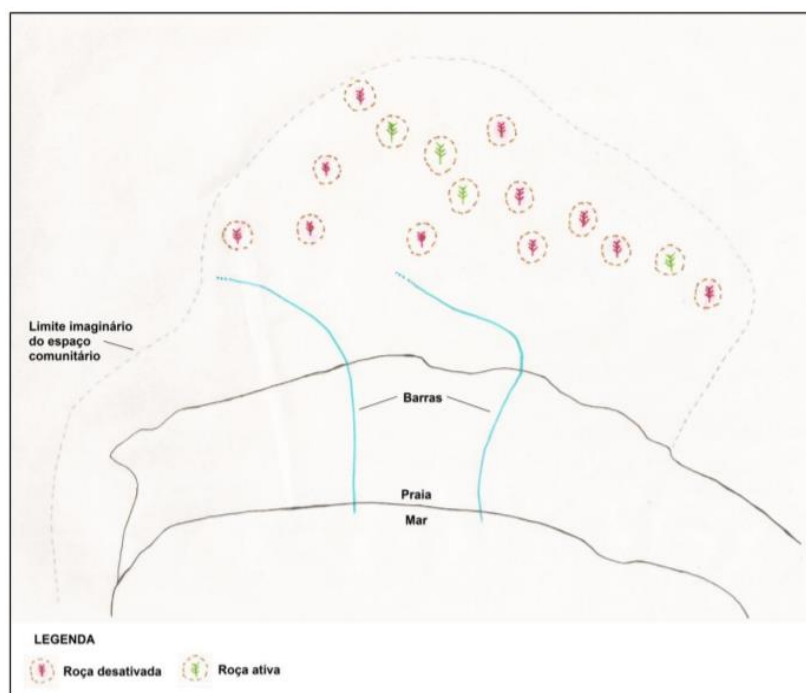 Limite imaginário
do espaço
comunitário
Barras
Praia
Mar
LEGENDA
Roça desativada
Roça ativa